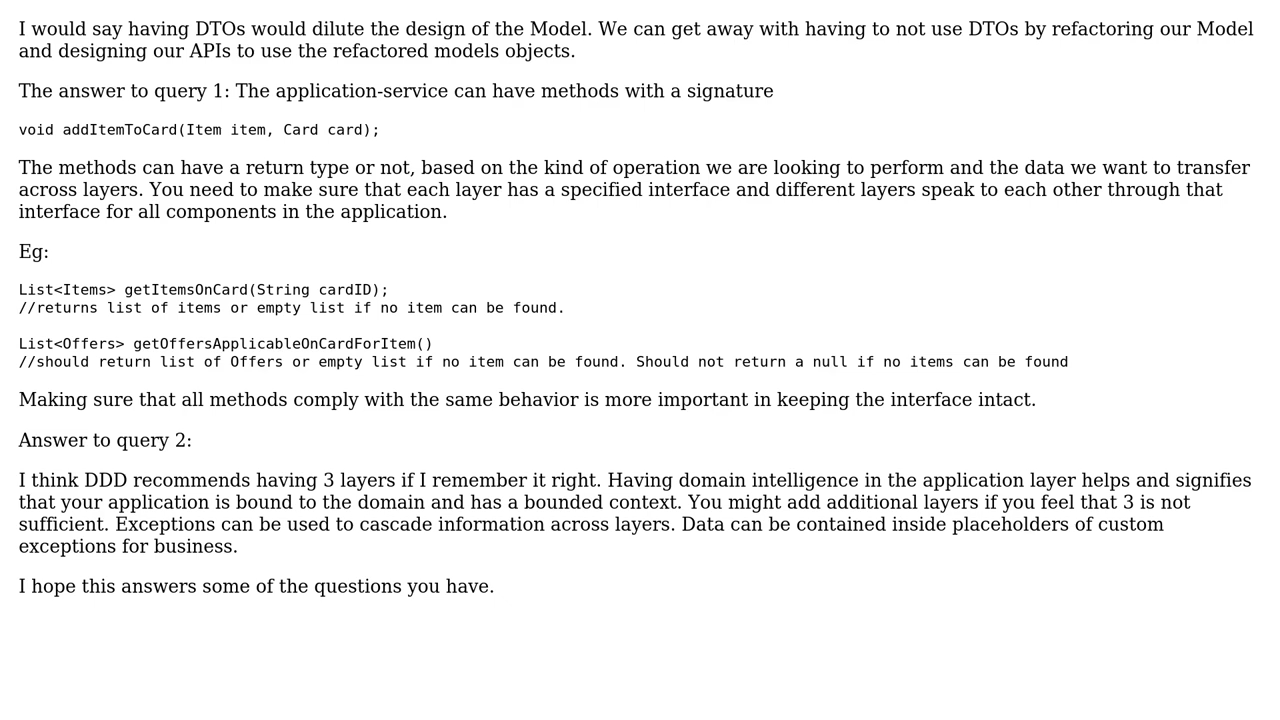 I would say having DTOs would dilute the design of the Model. We can get away with having to not use DTOs by refactoring our Model
and designing our APIs to use the refactored models objects.
The answer to query 1: The application-service can have methods with a signature
void addItemToCard(Item item, Card card);
The methods can have a return type or not, based on the kind of operation we are looking to perform and the data we want to transfer
across layers. You need to make sure that each layer has a specified interface and different layers speak to each other through that
interface for all components in the application.
Eg:
List<Items> getItemsOnCard(String cardID);
//returns list of items or empty list if no item can be found.
List<Offers> getOffersApplicableOnCardForItem()
//should return list of Offers or empty list if no item can be found. Should not return a null if no items can be found
Making sure that all methods comply with the same behavior is more important in keeping the interface intact.
Answer to query 2:
I think DDD recommends having 3 layers if I remember it right. Having domain intelligence in the application layer helps and signifies
that your application is bound to the domain and has a bounded context. You might add additional layers if you feel that 3 is not
sufficient. Exceptions can be used to cascade information across layers. Data can be contained inside placeholders of custom
exceptions for business.
I hope this answers some of the questions you have.